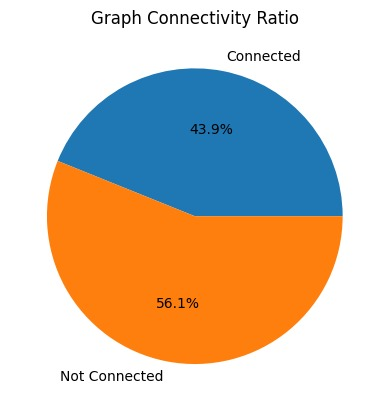 Graph Connectivity Ratio
Connected
43.9%
56.1%
Not Connected